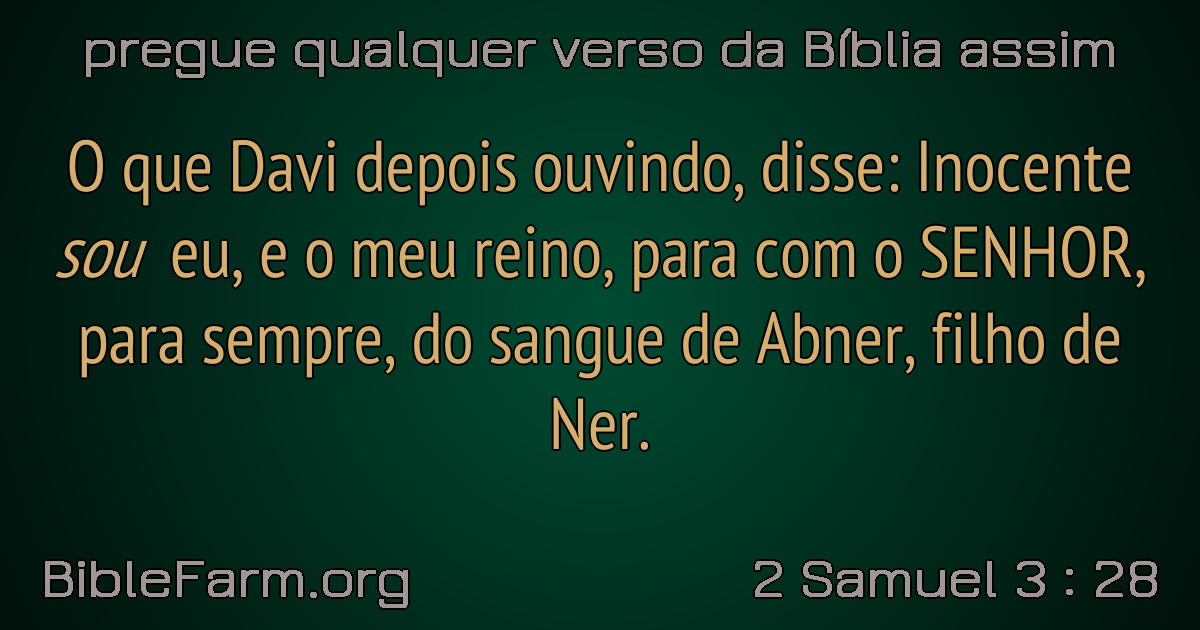 pregue qualquer verso da Bíblia assim
O que Davi depois ouvindo, disse: Inocente
sou eu, e o meu reino, para com o SENHOR,
para sempre, do sangue de Abner, filho de
Ner.
BibleFarm.org
2 Samuel 3 : 28